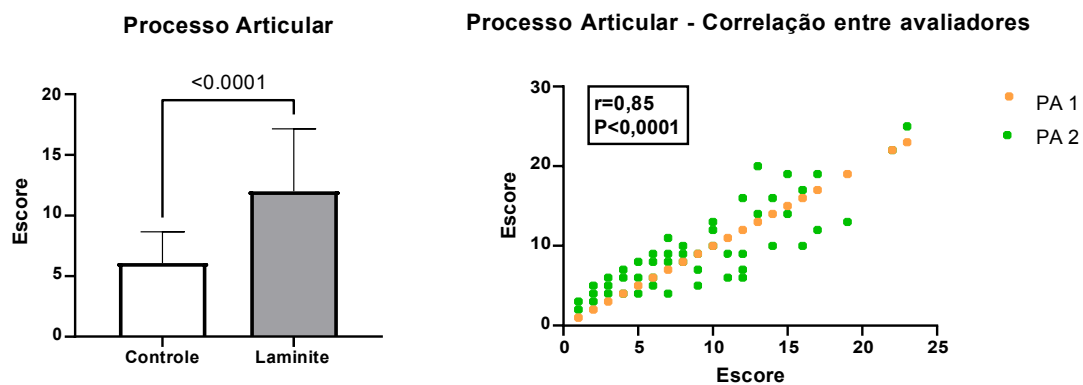 Processo Articular
<0.0001
20
15
10
5
0
Escore
Controle
Laminite
Processo Articular - Correlação entre avaliadores
30
20
10
0
Escore
r=0,85
P<0,0001
0
5
10
15
20
25
Escore
PA 1
PA 2